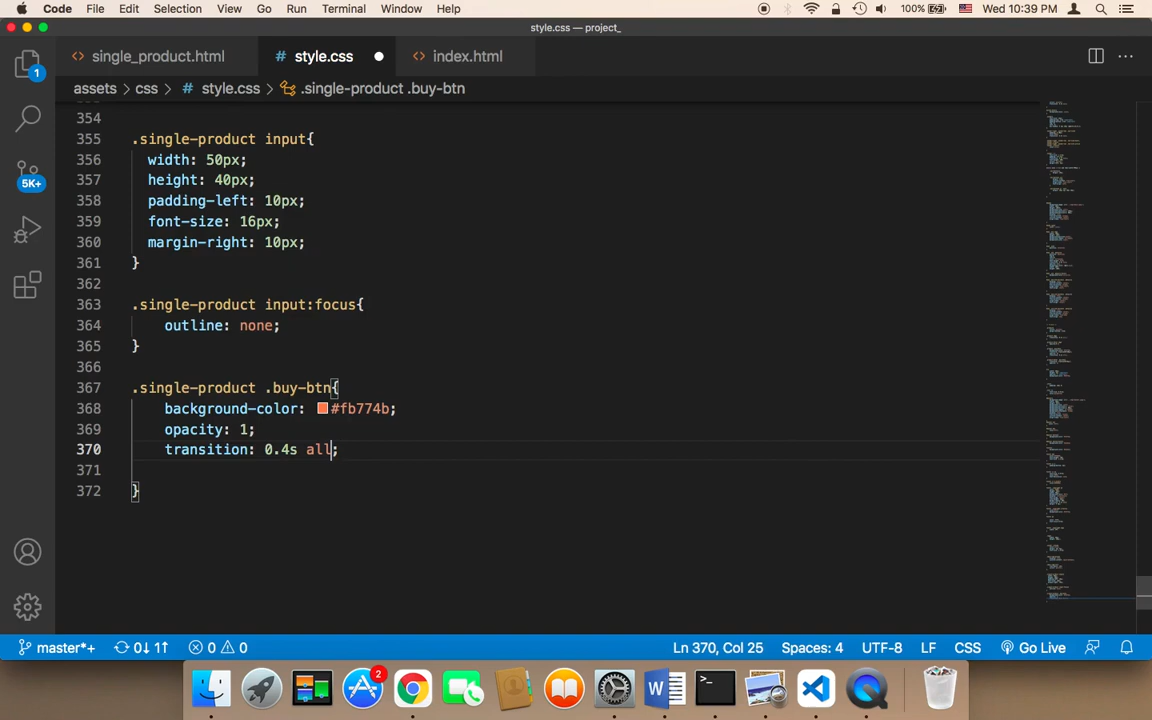 Code File Edit Selection View Go Run Terminal Window Help 100% Wed 10:39 PM
style.css — project_
single_product.html # style.css index.html
assets > css > # style.css > .single-product .buy-btn
354
355 .single-product input{
356 width: 50px;
357 height: 40px;
358 padding-left: 10px;
359 font-size: 16px;
360 margin-right: 10px;
361 }
362
363 .single-product input:focus{
364 outline: none;
365 }
366
367 .single-product .buy-btn{
368 background-color: #fb774b;
369 opacity: 1;
370 transition: 0.4s all;
371
372 }
1
5K+
master*+ 0↓ 1↑ 0 0 Ln 370, Col 25 Spaces: 4 UTF-8 LF CSS Go Live
2